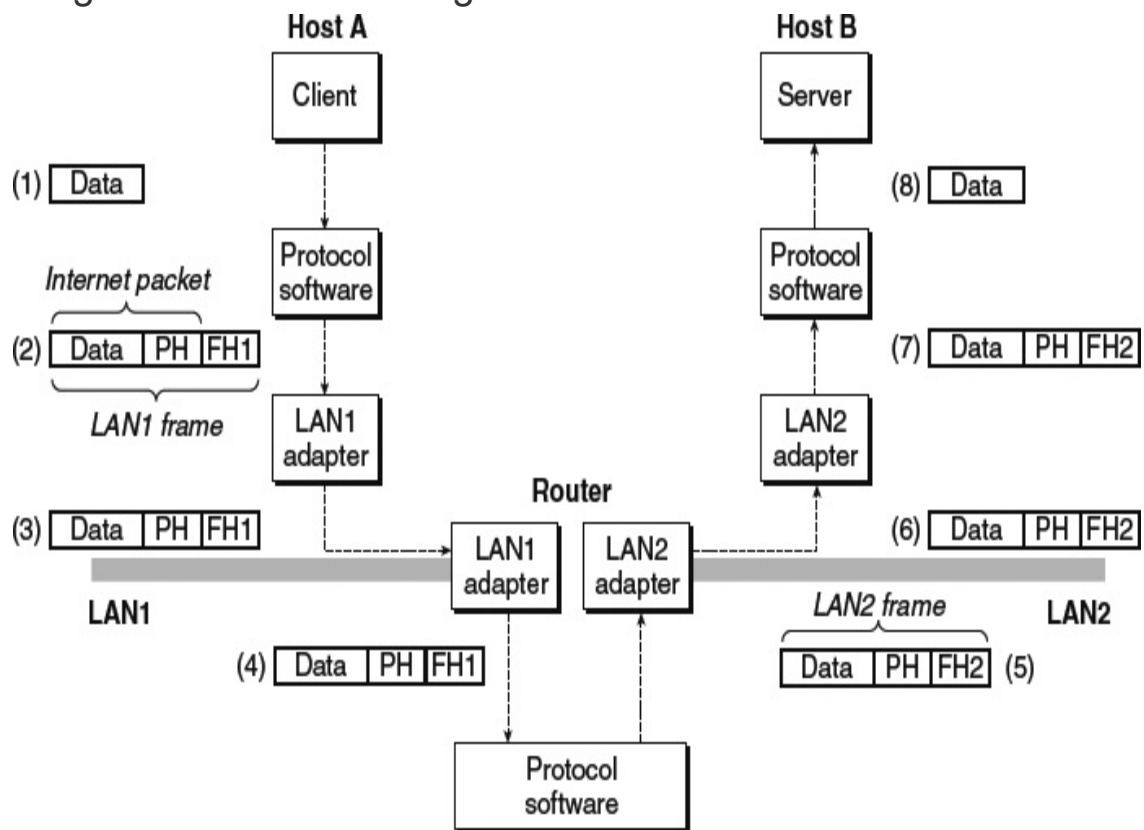 Host A
Host B
Client
Server
(1) Data
(8) Data
Protocol
software
Protocol
software
Internet packet
(2) Data PH FH1
(7) Data PH FH2
LAN1 frame
LAN1
adapter
LAN2
adapter
Router
(3) Data PH FH1
(6) Data PH FH2
LAN1
adapter
LAN2
adapter
LAN1
LAN2 frame
LAN2
(4) Data PH FH1
Data PH FH2 (5)
Protocol
software